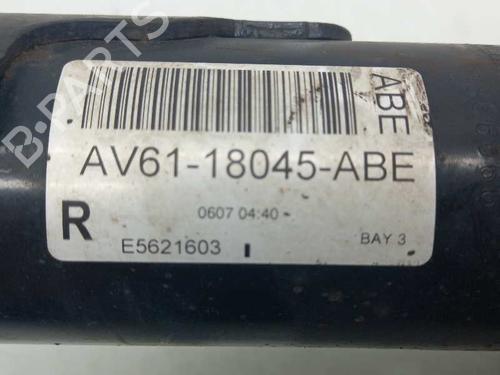 AV61-18045-ABE
ABE
0607 04:40
R
E5621603
BAY 3
B-PARTS